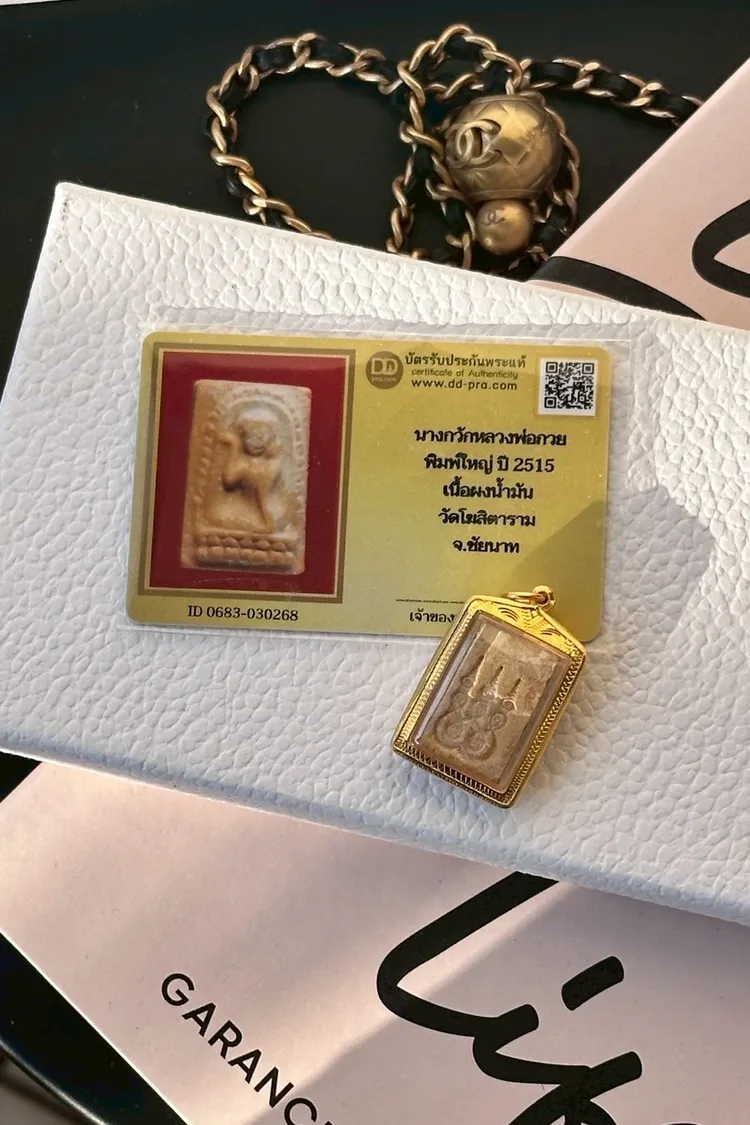 DD
pra.com
บัตรรับประกันพระแท้
certificate of Authenticity
www.dd-pra.com
นางกวักหลวงพ่อกวย
พิมพ์ใหญ่ ปี 2515
เนื้อผงน้ำมัน
วัดโฆสิตาราม
จ.ชัยนาท
ID 0683-030268
เจ้าของ
GARANC